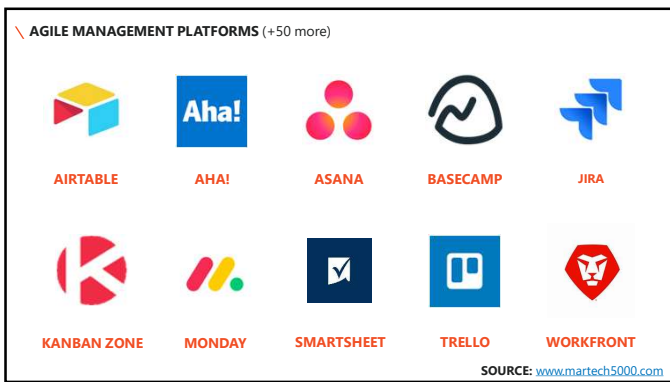 \ AGILE MANAGEMENT PLATFORMS (+50 more)
Aha!
AIRTABLE AHA! ASANA BASECAMP JIRA
KANBAN ZONE MONDAY SMARTSHEET TRELLO WORKFRONT
SOURCE: www.martech5000.com